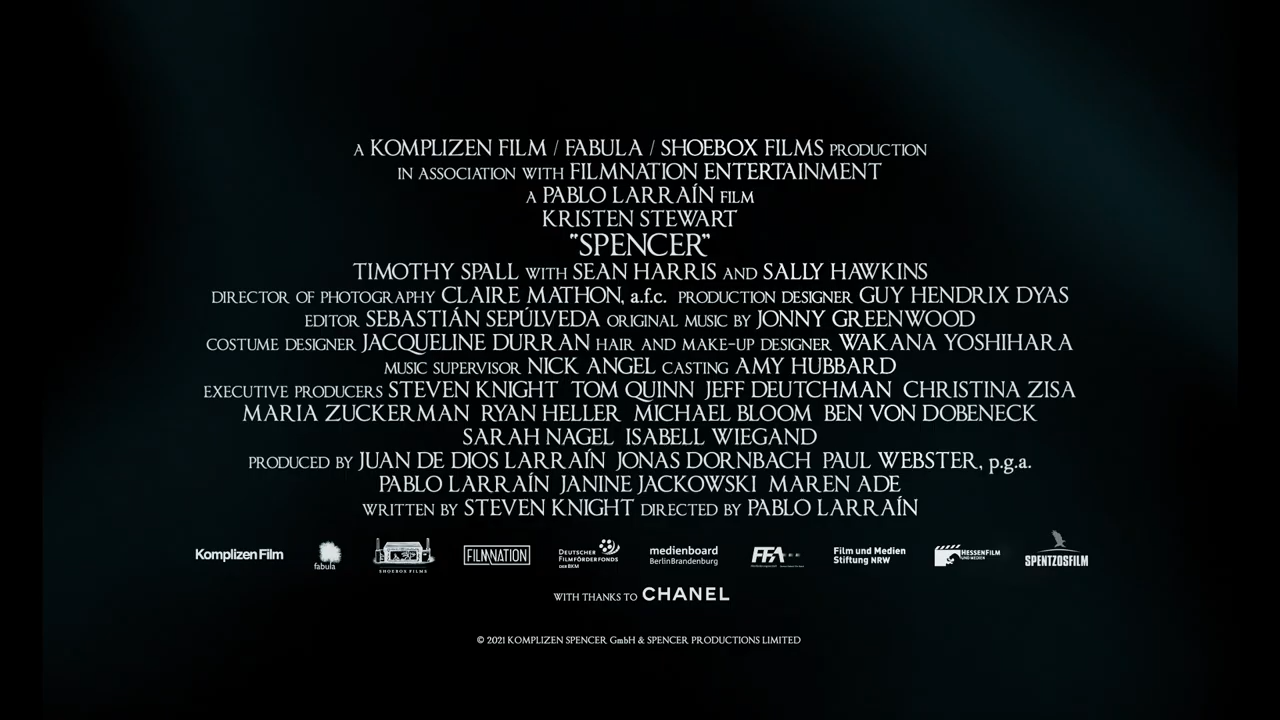 A KOMPLIZEN FILM / FABULA / SHOEBOX FILMS PRODUCTION
IN ASSOCIATION WITH FILMNATION ENTERTAINMENT
A PABLO LARRAÍN FILM
KRISTEN STEWART
"SPENCER"
TIMOTHY SPALL WITH SEAN HARRIS AND SALLY HAWKINS
DIRECTOR OF PHOTOGRAPHY CLAIRE MATHON, a.f.c. PRODUCTION DESIGNER GUY HENDRIX DYAS
EDITOR SEBASTIÁN SEPÚLVEDA ORIGINAL MUSIC BY JONNY GREENWOOD
COSTUME DESIGNER JACQUELINE DURRAN HAIR AND MAKE-UP DESIGNER WAKANA YOSHIHARA
MUSIC SUPERVISOR NICK ANGEL CASTING AMY HUBBARD
EXECUTIVE PRODUCERS STEVEN KNIGHT TOM QUINN JEFF DEUTCHMAN CHRISTINA ZISA
MARIA ZUCKERMAN RYAN HELLER MICHAEL BLOOM BEN VON DOBENECK
SARAH NAGEL ISABELL WIEGAND
PRODUCED BY JUAN DE DIOS LARRAÍN JONAS DORNBACH PAUL WEBSTER, p.g.a.
PABLO LARRAÍN JANINE JACKOWSKI MAREN ADE
WRITTEN BY STEVEN KNIGHT DIRECTED BY PABLO LARRAÍN
Komplizen Film
fabula
SHOEBOX FILMS
FILMNATION
DEUTSCHER
FILMFÖRDERFONDS
DER BKM
medienboard
BerlinBrandenburg
FFA
Film und Medien
Stiftung NRW
HESSENFILM
UND MEDIEN
SPENTZOSFILM
WITH THANKS TO CHANEL
© 2021 KOMPLIZEN SPENCER GmbH & SPENCER PRODUCTIONS LIMITED